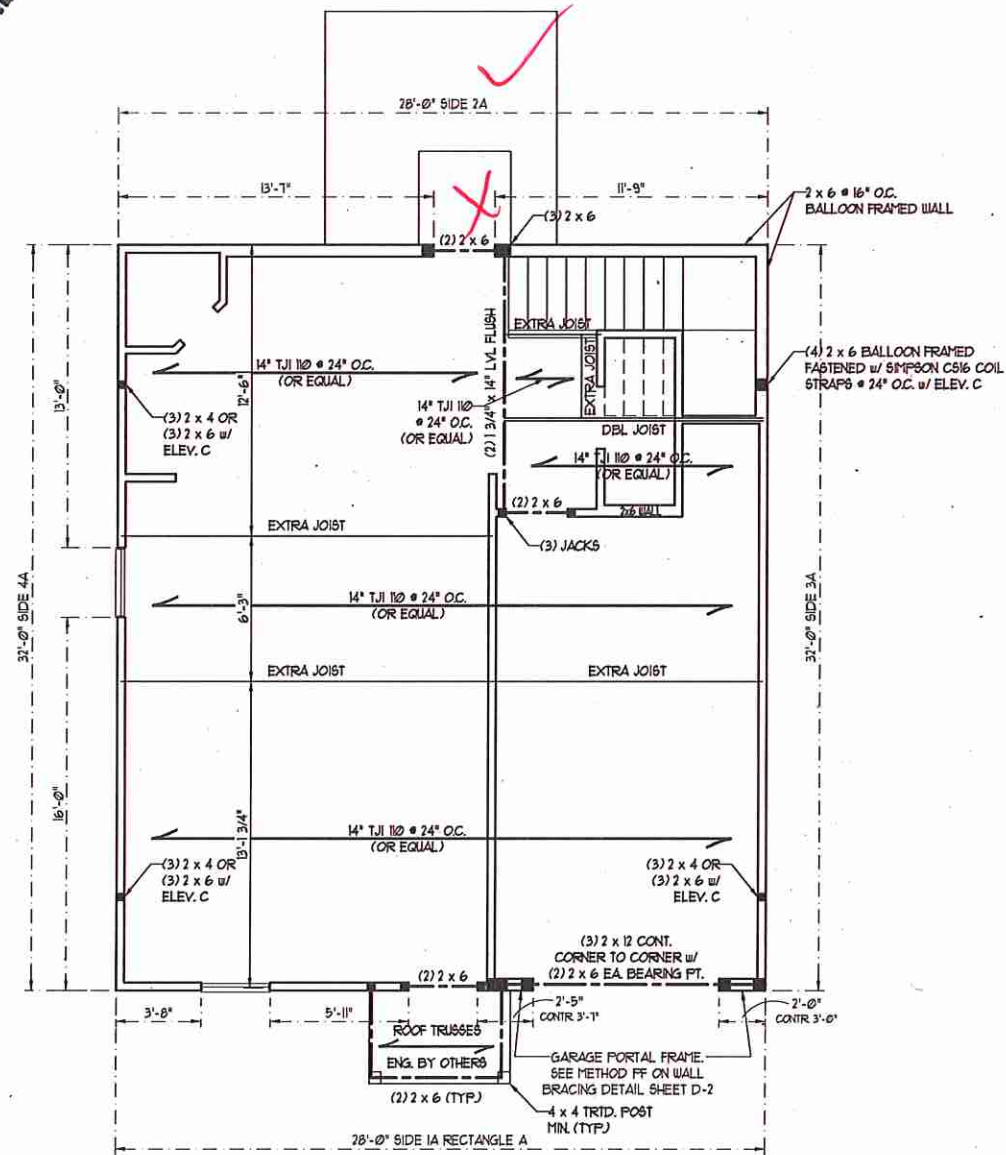 28'-0" SIDE 2A
13'-7"
11'-9"
2 x 6 @ 16" O.C.
BALLOON FRAMED WALL
(3) 2 x 6
(2) 2 x 6
EXTRA JOIST
EXTRA JOIST
(2) 1 3/4" x 14" LVL FLUSH
14" TJI 110 @ 24" O.C.
(OR EQUAL)
14" TJI 110
@ 24" O.C.
(OR EQUAL)
(4) 2 x 6 BALLOON FRAMED
FASTENED w/ SIMPSON CS16 COIL
STRAPS @ 24" O.C. w/ ELEV. C
13'-0"
12'-6"
(3) 2 x 4 OR
(3) 2 x 6 w/
ELEV. C
DBL JOIST
14" TJI 110 @ 24" O.C.
(OR EQUAL)
(2) 2 x 6
2x6 WALL
EXTRA JOIST
(3) JACKS
32'-0" SIDE 4A
32'-0" SIDE 3A
6'-3"
14" TJI 110 @ 24" O.C.
(OR EQUAL)
EXTRA JOIST
EXTRA JOIST
16'-0"
13'-1 3/4"
14" TJI 110 @ 24" O.C.
(OR EQUAL)
(3) 2 x 4 OR
(3) 2 x 6 w/
ELEV. C
(3) 2 x 4 OR
(3) 2 x 6 w/
ELEV. C
(3) 2 x 12 CONT.
CORNER TO CORNER w/
(2) 2 x 6 EA. BEARING PT.
(2) 2 x 6
3'-8"
5'-11"
2'-5"
CONTR 3'-7"
2'-0"
CONTR 3'-0"
ROOF TRUSSES
ENG. BY OTHERS
GARAGE PORTAL FRAME.
SEE METHOD PF ON WALL
BRACING DETAIL SHEET D-2
(2) 2 x 6 (TYP.)
4 x 4 TRTD. POST
MIN. (TYP.)
28'-0" SIDE 1A RECTANGLE A